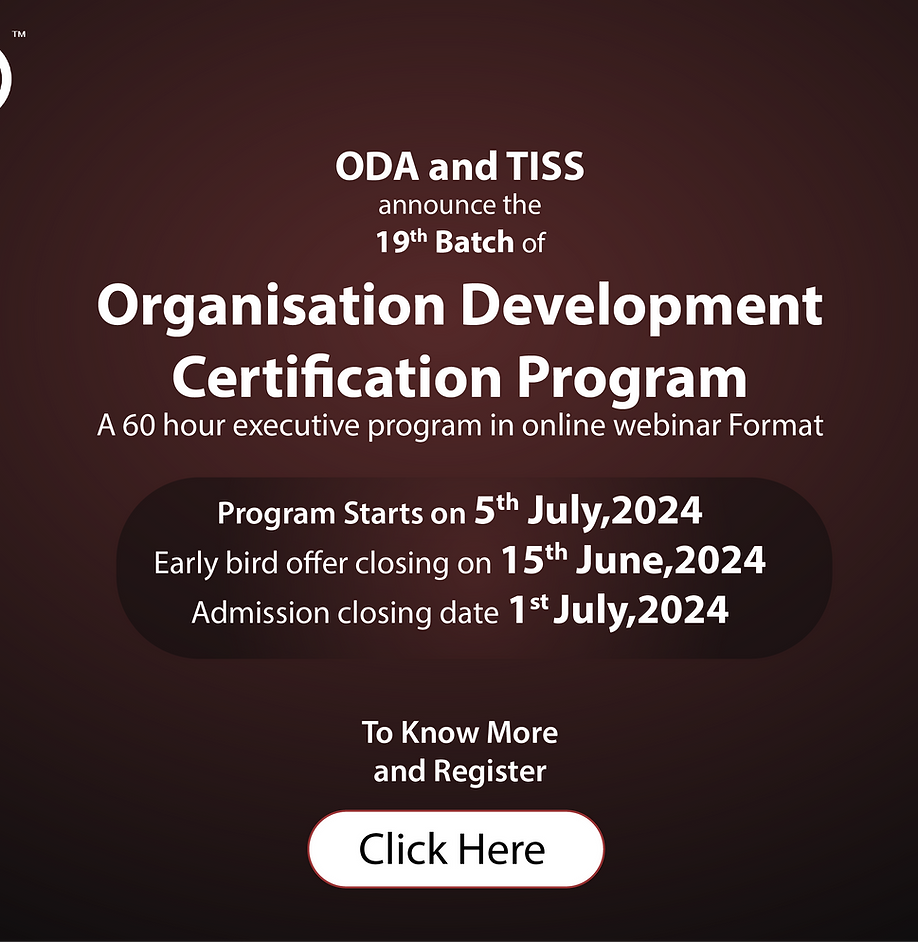 TM
ODA and TISS
announce the
19th Batch of
Organisation Development
Certification Program
A 60 hour executive program in online webinar Format
Program Starts on 5th July,2024
Early bird offer closing on 15th June,2024
Admission closing date 1st July,2024
To Know More
and Register
Click Here